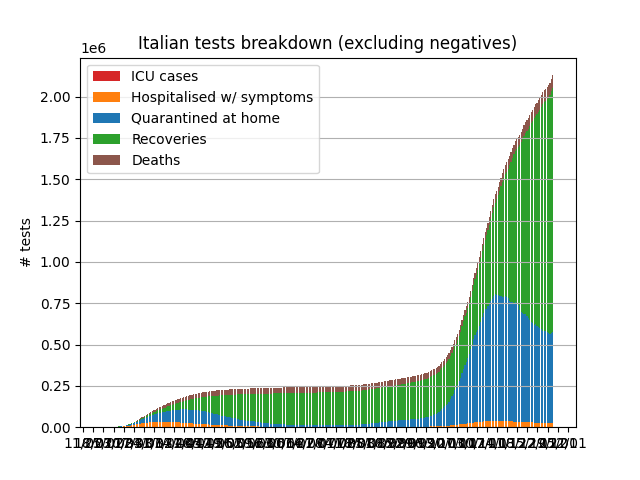 Italian tests breakdown (excluding negatives)
1e6
ICU cases
Hospitalised w/ symptoms
Quarantined at home
Recoveries
Deaths
2.00
1.75
1.50
1.25
1.00
0.75
0.50
0.25
0.00
# tests